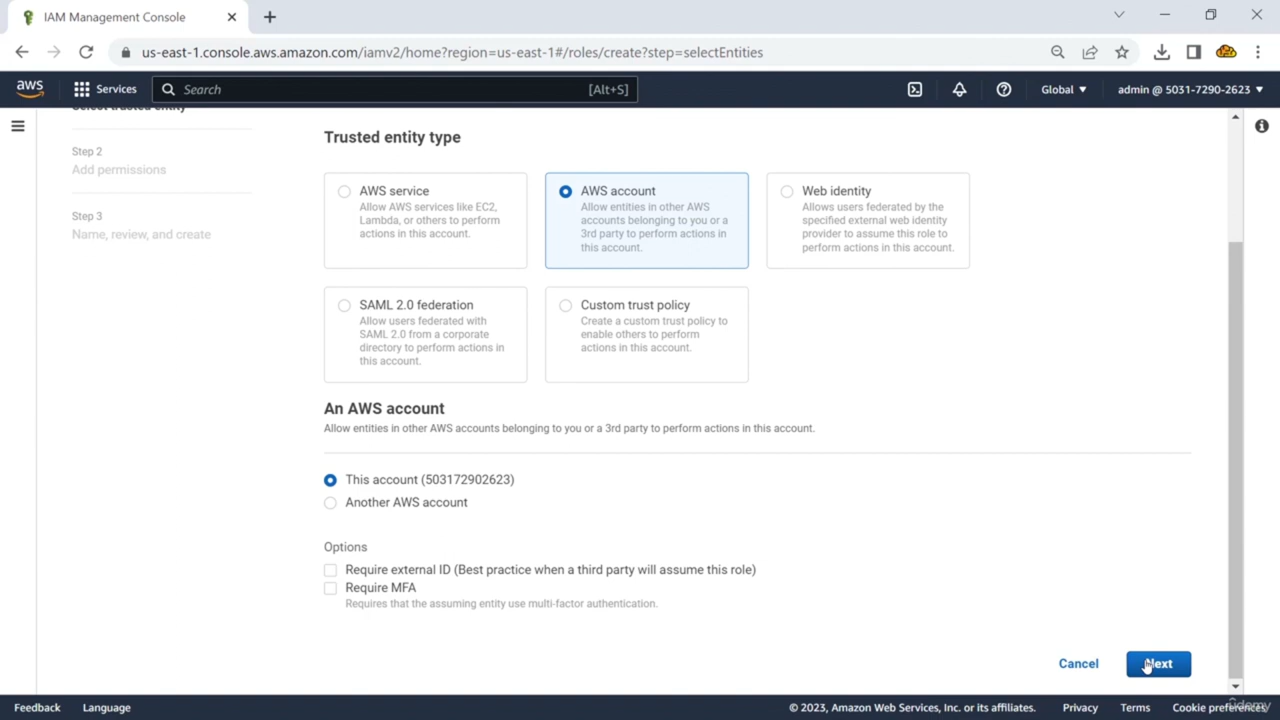 IAM Management Console
us-east-1.console.aws.amazon.com/iamv2/home?region=us-east-1#/roles/create?step=selectEntities
aws
Services
Search
[Alt+S]
Global
admin @ 5031-7290-2623
Select trusted entity
Step 2
Add permissions
Step 3
Name, review, and create
Trusted entity type
AWS service
Allow AWS services like EC2,
Lambda, or others to perform
actions in this account.
AWS account
Allow entities in other AWS
accounts belonging to you or a
3rd party to perform actions in
this account.
Web identity
Allows users federated by the
specified external web identity
provider to assume this role to
perform actions in this account.
SAML 2.0 federation
Allow users federated with
SAML 2.0 from a corporate
directory to perform actions in
this account.
Custom trust policy
Create a custom trust policy to
enable others to perform
actions in this account.
An AWS account
Allow entities in other AWS accounts belonging to you or a 3rd party to perform actions in this account.
This account (503172902623)
Another AWS account
Options
Require external ID (Best practice when a third party will assume this role)
Require MFA
Requires that the assuming entity use multi-factor authentication.
Cancel
Next
Feedback
Language
© 2023, Amazon Web Services, Inc. or its affiliates.
Privacy
Terms
Cookie preferences
udemy